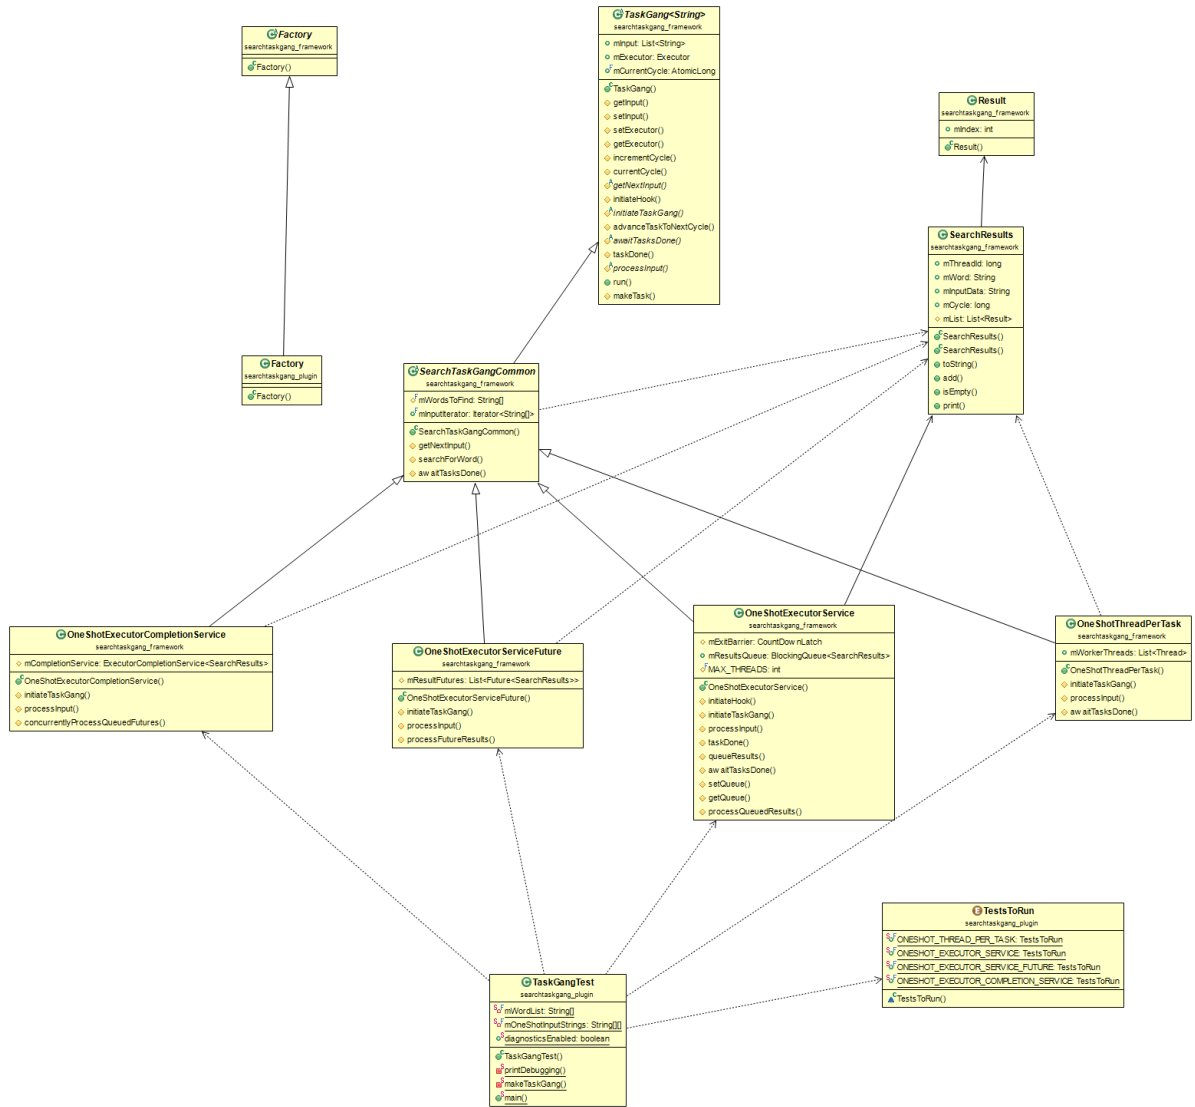 Factory
searchtaskgang_framework
Factory()
TaskGang<String>
searchtaskgang_framework
mInput: List<String>
mExecutor: Executor
mCurrentCycle: AtomicLong
TaskGang()
getInput()
setInput()
setExecutor()
getExecutor()
incrementCycle()
currentCycle()
getNextInput()
initiateHook()
initiateTaskGang()
advanceTaskToNextCycle()
awaitTasksDone()
taskDone()
processInput()
run()
makeTask()
Result
searchtaskgang_framework
mIndex: int
Result()
SearchResults
searchtaskgang_framework
mThreadId: long
mWord: String
mInputData: String
mCycle: long
mList: List<Result>
SearchResults()
SearchResults()
toString()
add()
isEmpty()
print()
Factory
searchtaskgang_plugin
Factory()
SearchTaskGangCommon
searchtaskgang_framework
mWordsToFind: String[]
mInputIterator: Iterator<String[]>
SearchTaskGangCommon()
getNextInput()
searchForWord()
awaitTasksDone()
OneShotExecutorCompletionService
searchtaskgang_framework
mCompletionService: ExecutorCompletionService<SearchResults>
OneShotExecutorCompletionService()
initiateTaskGang()
processInput()
concurrentlyProcessQueuedFutures()
OneShotExecutorServiceFuture
searchtaskgang_framework
mResultFutures: List<Future<SearchResults>>
OneShotExecutorServiceFuture()
initiateTaskGang()
processInput()
processFutureResults()
OneShotExecutorService
searchtaskgang_framework
mExitBarrier: CountDownLatch
mResultsQueue: BlockingQueue<SearchResults>
MAX_THREADS: int
OneShotExecutorService()
initiateHook()
initiateTaskGang()
processInput()
taskDone()
queueResults()
awaitTasksDone()
setQueue()
getQueue()
processQueuedResults()
OneShotThreadPerTask
searchtaskgang_framework
mWorkerThreads: List<Thread>
OneShotThreadPerTask()
initiateTaskGang()
processInput()
awaitTasksDone()
TestsToRun
searchtaskgang_plugin
ONESHOT_THREAD_PER_TASK: TestsToRun
ONESHOT_EXECUTOR_SERVICE: TestsToRun
ONESHOT_EXECUTOR_SERVICE_FUTURE: TestsToRun
ONESHOT_EXECUTOR_COMPLETION_SERVICE: TestsToRun
TestsToRun()
TaskGangTest
searchtaskgang_plugin
mWordList: String[]
mOneShotInputStrings: String[][]
diagnosticsEnabled: boolean
TaskGangTest()
printDebugging()
makeTaskGang()
main()